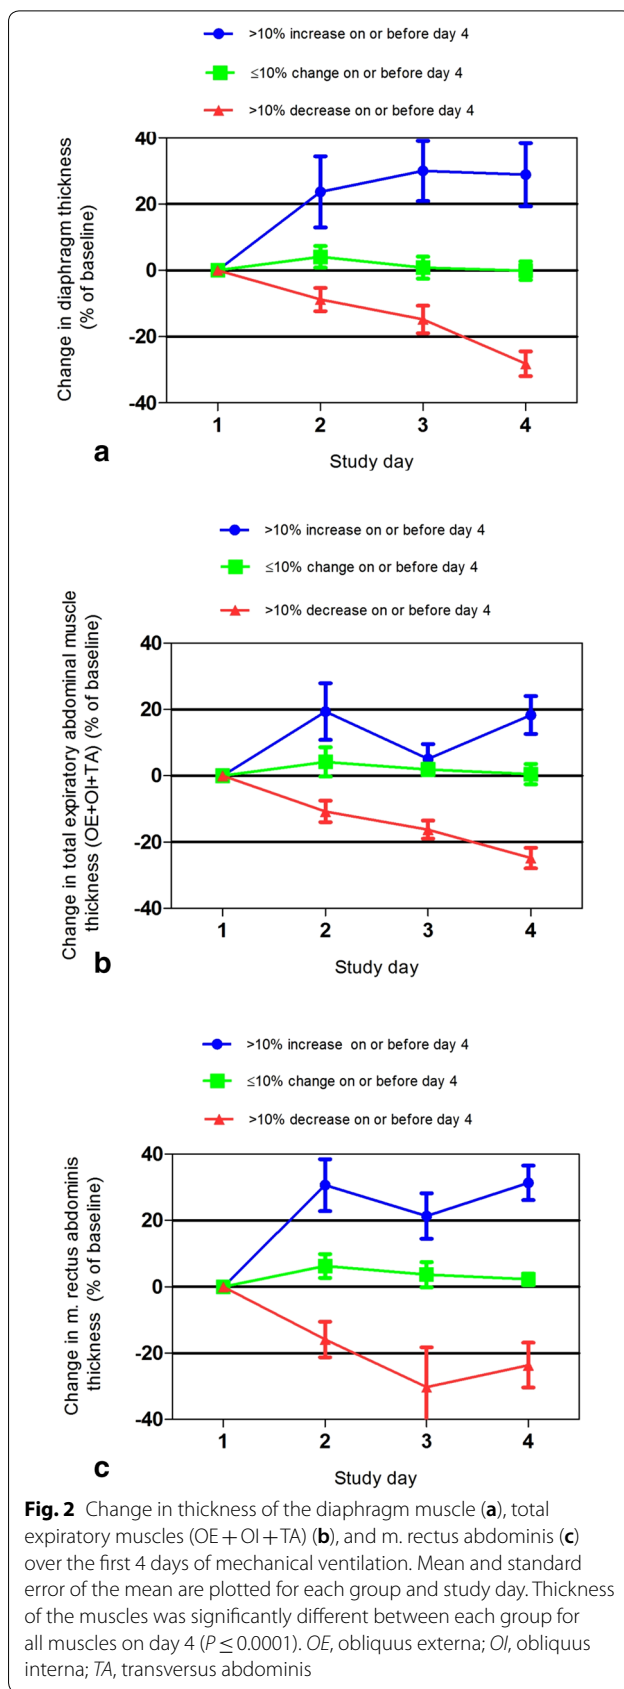 >10% increase on or before day 4
≤10% change on or before day 4
>10% decrease on or before day 4
Change in diaphragm thickness
(% of baseline)
40
20
0
-20
-40
1 2 3 4
Study day
a
>10% increase on or before day 4
≤10% change on or before day 4
>10% decrease on or before day 4
Change in total expiratory abdominal muscle
thickness (OE+OI+TA) (% of baseline)
40
20
0
-20
-40
1 2 3 4
Study day
b
>10% increase on or before day 4
≤10% change on or before day 4
>10% decrease on or before day 4
Change in m. rectus abdominis
thickness (% of baseline)
40
20
0
-20
-40
1 2 3 4
Study day
c
Fig. 2 Change in thickness of the diaphragm muscle (a), total
expiratory muscles (OE + OI + TA) (b), and m. rectus abdominis (c)
over the first 4 days of mechanical ventilation. Mean and standard
error of the mean are plotted for each group and study day. Thickness
of the muscles was significantly different between each group for
all muscles on day 4 (P ≤ 0.0001). OE, obliquus externa; OI, obliquus
interna; TA, transversus abdominis